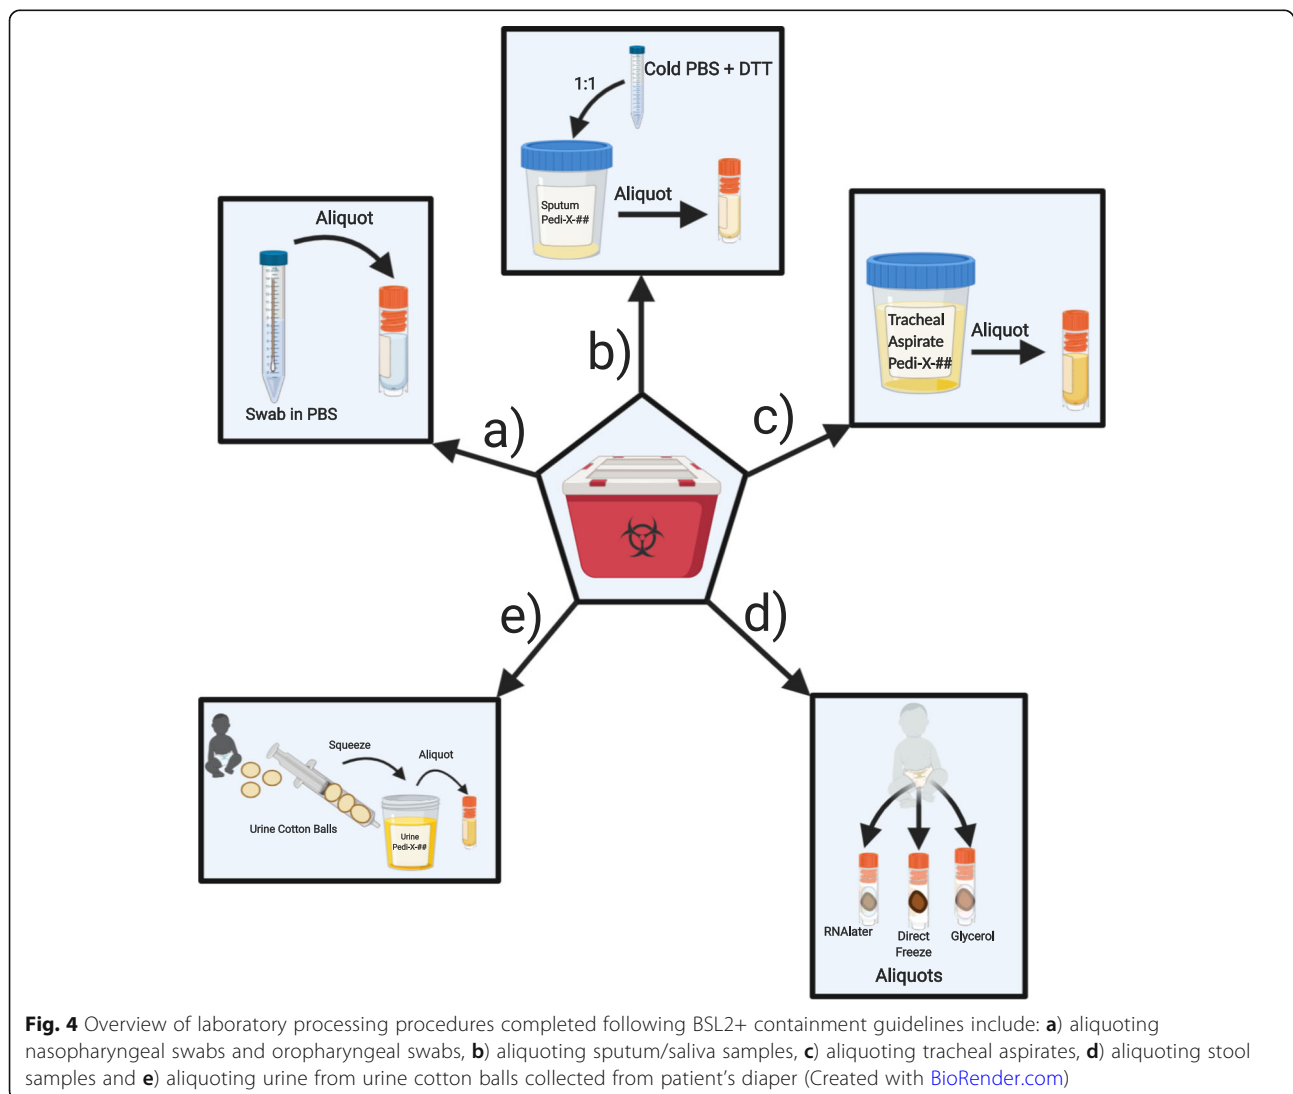 Cold PBS + DTT
1:1
Sputum
Pedi-X-##
Aliquot
b)
Aliquot
Swab in PBS
a)
Tracheal
Aspirate
Pedi-X-##
Aliquot
c)
e)
Squeeze
Aliquot
Urine Cotton Balls
Urine
Pedi-X-##
d)
RNAlater
Direct
Freeze
Glycerol
Aliquots
Fig. 4 Overview of laboratory processing procedures completed following BSL2+ containment guidelines include: a) aliquoting
nasopharyngeal swabs and oropharyngeal swabs, b) aliquoting sputum/saliva samples, c) aliquoting tracheal aspirates, d) aliquoting stool
samples and e) aliquoting urine from urine cotton balls collected from patient's diaper (Created with BioRender.com)